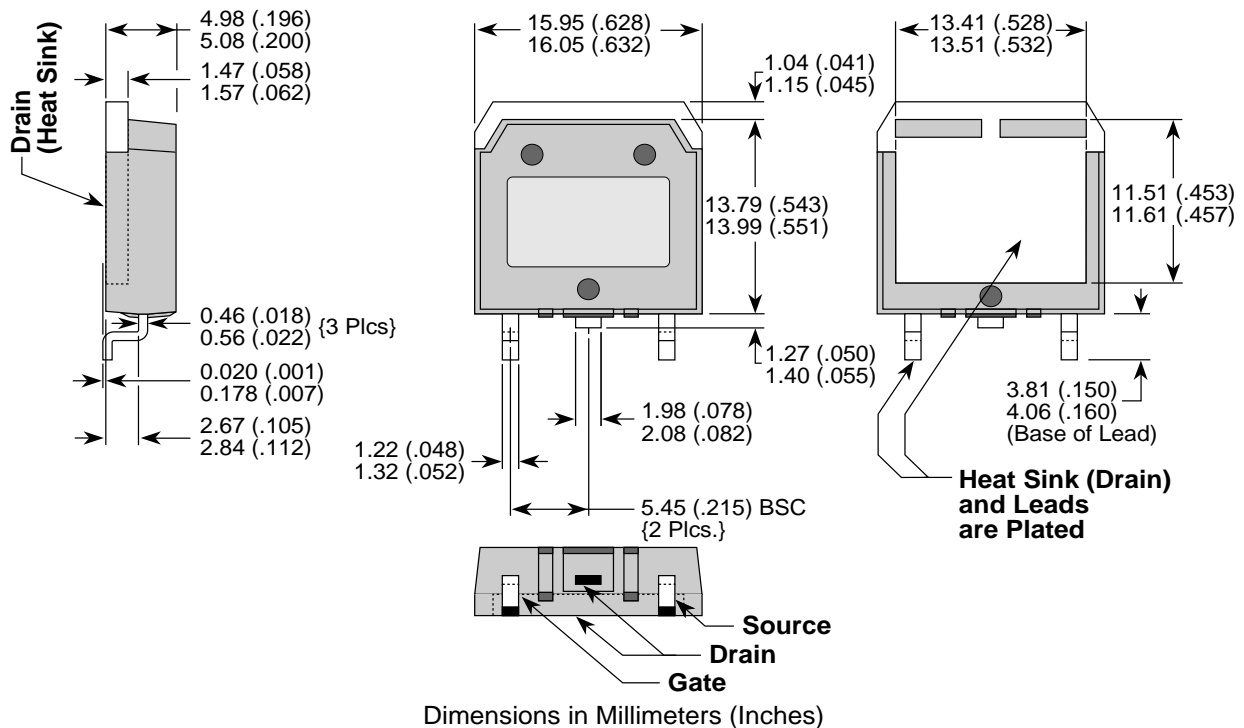 4.98 (.196)
5.08 (.200)
1.47 (.058)
1.57 (.062)
Drain
(Heat Sink)
15.95 (.628)
16.05 (.632)
1.04 (.041)
1.15 (.045)
13.41 (.528)
13.51 (.532)
13.79 (.543)
13.99 (.551)
11.51 (.453)
11.61 (.457)
0.46 (.018)
0.56 (.022)
{3 Plcs}
0.020 (.001)
0.178 (.007)
2.67 (.105)
2.84 (.112)
1.27 (.050)
1.40 (.055)
1.98 (.078)
2.08 (.082)
1.22 (.048)
1.32 (.052)
3.81 (.150)
4.06 (.160)
(Base of Lead)
5.45 (.215) BSC
{2 Plcs.}
Heat Sink (Drain)
and Leads
are Plated
Source
Drain
Gate
Dimensions in Millimeters (Inches)